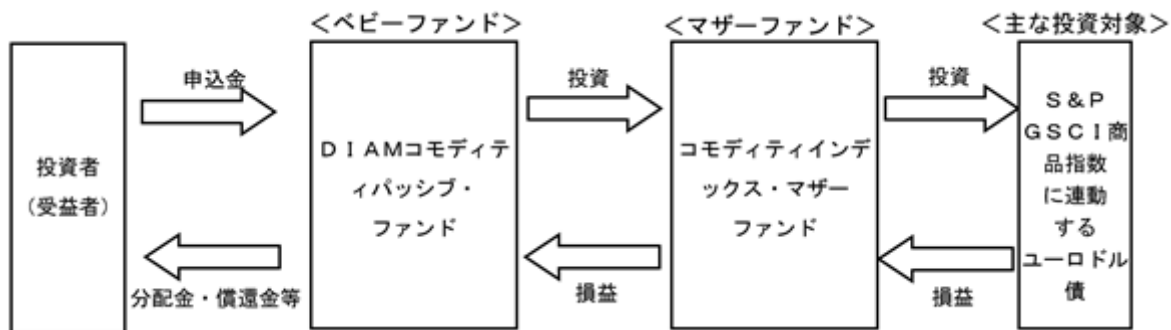 ＜ベビーファンド＞
＜マザーファンド＞
＜主な投資対象＞
投資者
（受益者）
申込金
分配金・償還金等
ＤＩＡＭコモディテ
ィパッシブ・
ファンド
投資
損益
コモディティインデ
ックス・マザー
ファンド
投資
損益
Ｓ＆Ｐ
ＧＳＣＩ商
品指数
に連動
する
ユーロドル
債